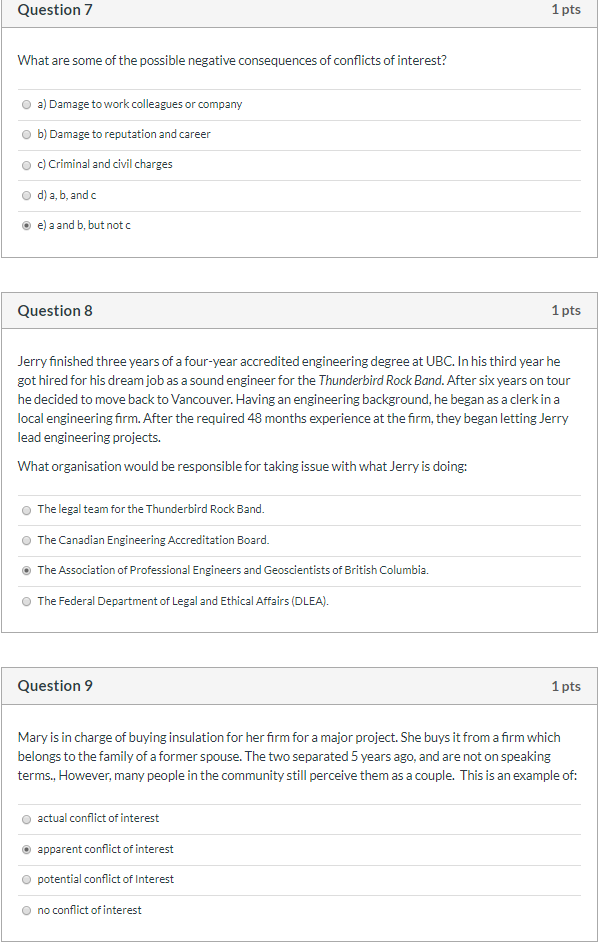 Question 7
1 pts
What are some of the possible negative consequences of conflicts of interest?
a) Damage to work colleagues or company
b) Damage to reputation and career
c) Criminal and civil charges
d) a, b, and c
e) a and b, but not c
Question 8
1 pts
Jerry finished three years of a four-year accredited engineering degree at UBC. In his third year he
got hired for his dream job as a sound engineer for the Thunderbird Rock Band. After six years on tour
he decided to move back to Vancouver. Having an engineering background, he began as a clerk in a
local engineering firm. After the required 48 months experience at the firm, they began letting Jerry
lead engineering projects.
What organisation would be responsible for taking issue with what Jerry is doing:
The legal team for the Thunderbird Rock Band.
The Canadian Engineering Accreditation Board.
The Association of Professional Engineers and Geoscientists of British Columbia.
The Federal Department of Legal and Ethical Affairs (DLEA).
Question 9
1 pts
Mary is in charge of buying insulation for her firm for a major project. She buys it from a firm which
belongs to the family of a former spouse. The two separated 5 years ago, and are not on speaking
terms., However, many people in the community still perceive them as a couple. This is an example of:
actual conflict of interest
apparent conflict of interest
potential conflict of Interest
no conflict of interest